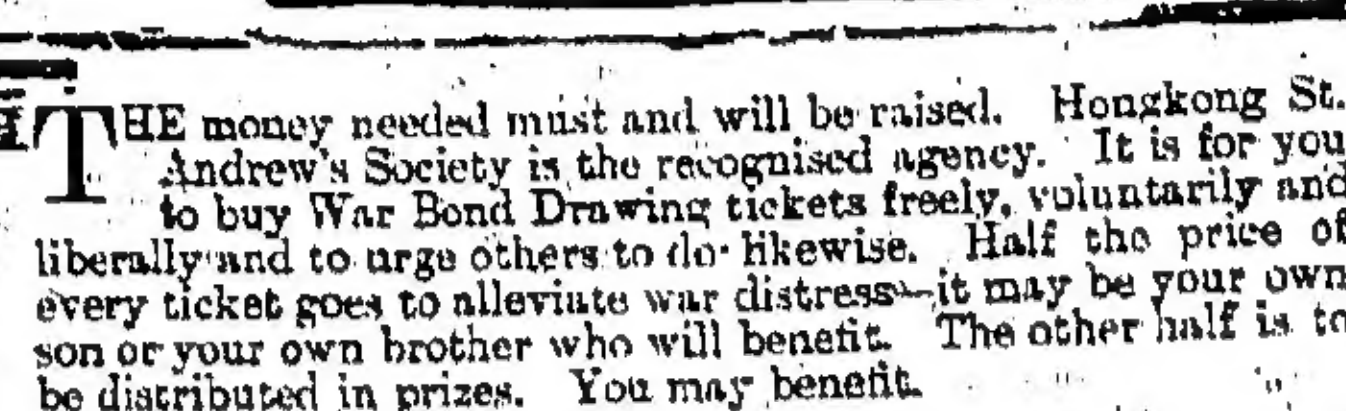 THE money needed must and will be raised. Hongkong St.
Andrew's Society is the recognised agency. It is for you
to buy War Bond Drawing tickets freely, voluntarily and
liberally and to urge others to do likewise. Half the price of
every ticket goes to alleviate war distress—it may be your own
son or your own brother who will benefit. The other half is to
be distributed in prizes. You may benefit.